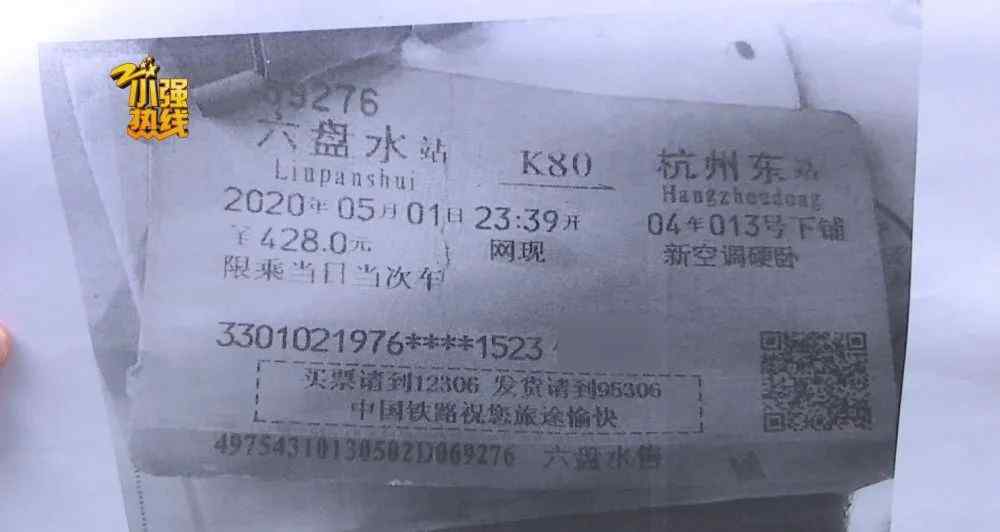 小强
热线
69276
六盘水站 K80 杭州东站
Liupanshui Hangzhoudong
2020年05月01日 23:39开 04车013号下铺
￥428.0元 网现 新空调硬卧
限乘当日当次车
3301021976****1523
买票请到12306 发货请到95306
中国铁路祝您旅途愉快
49754310130502D069276 六盘水售